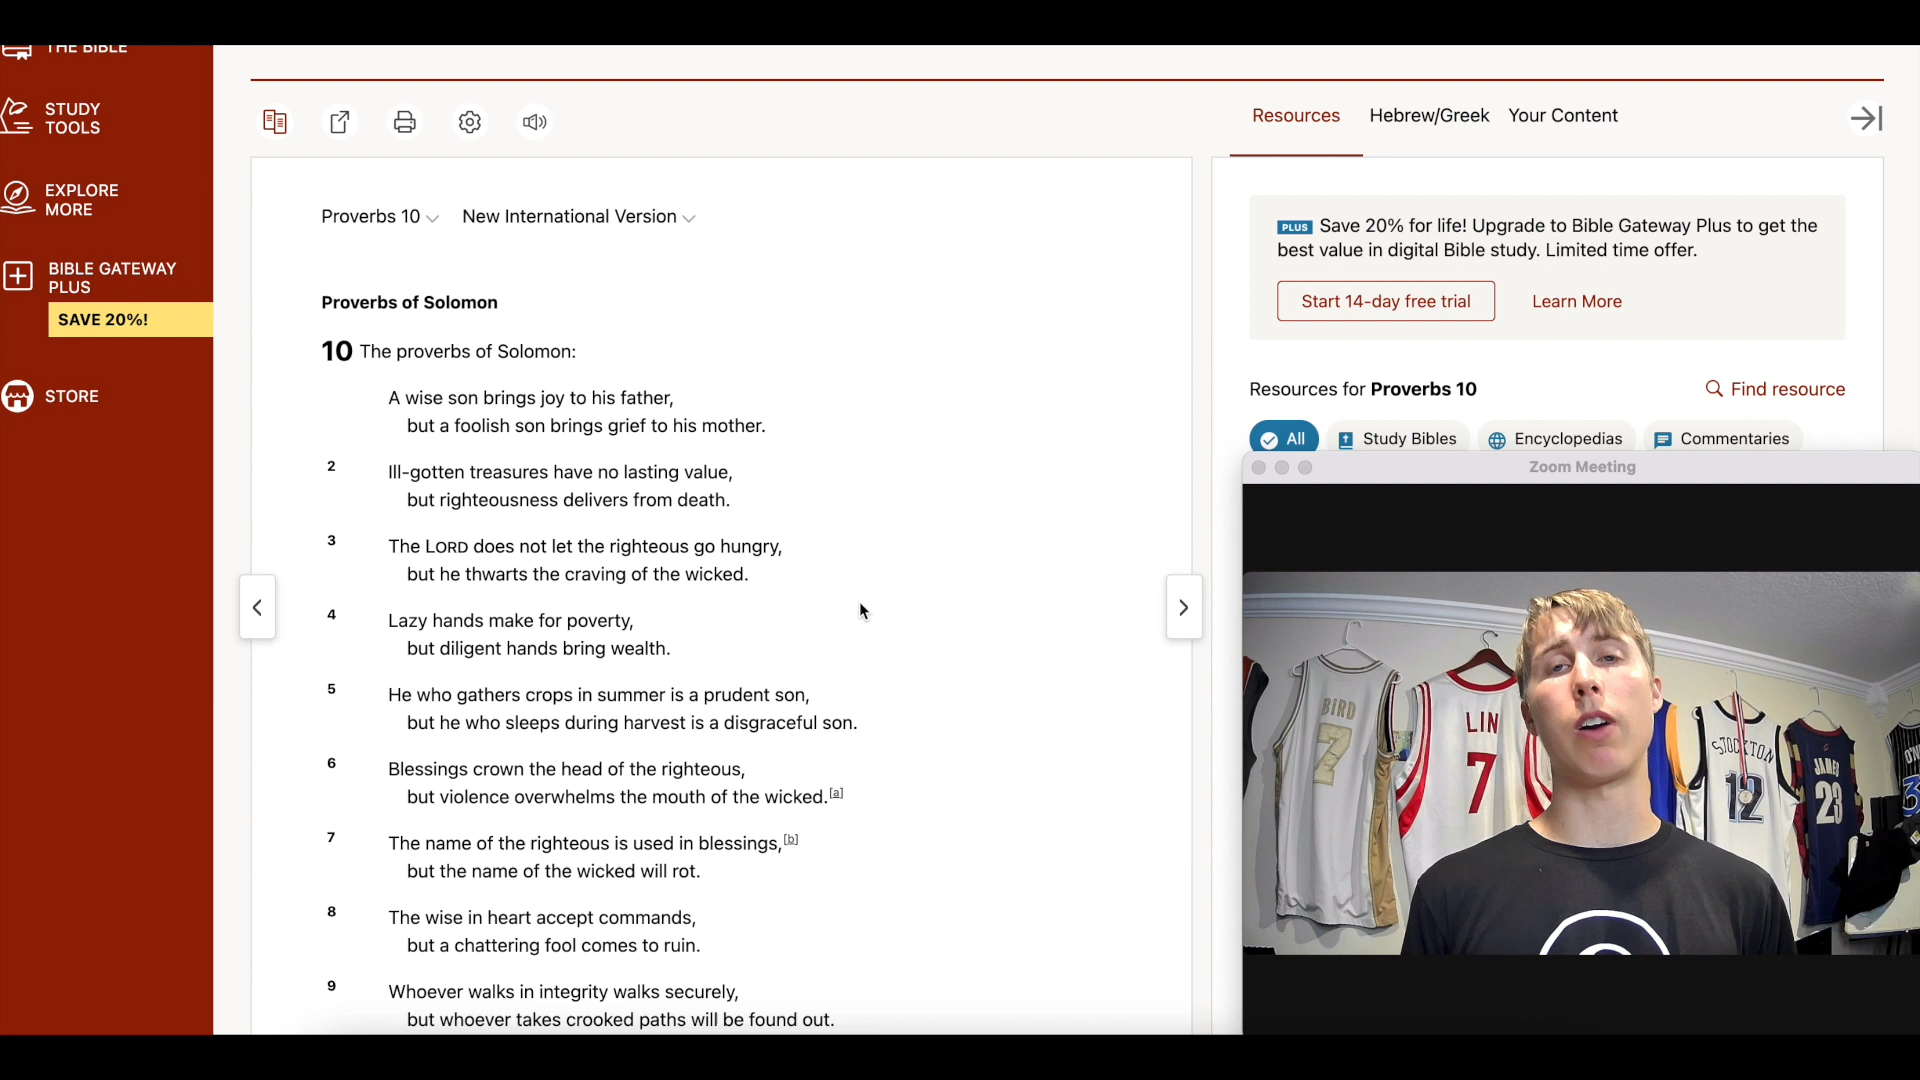 THE BIBLE
STUDY
TOOLS
EXPLORE
MORE
BIBLE GATEWAY
PLUS
SAVE 20%!
STORE
Proverbs 10
New International Version
Proverbs of Solomon
10 The proverbs of Solomon:
A wise son brings joy to his father,
but a foolish son brings grief to his mother.
2 Ill-gotten treasures have no lasting value,
but righteousness delivers from death.
3 The LORD does not let the righteous go hungry,
but he thwarts the craving of the wicked.
4 Lazy hands make for poverty,
but diligent hands bring wealth.
5 He who gathers crops in summer is a prudent son,
but he who sleeps during harvest is a disgraceful son.
6 Blessings crown the head of the righteous,
but violence overwhelms the mouth of the wicked.[a]
7 The name of the righteous is used in blessings,[b]
but the name of the wicked will rot.
8 The wise in heart accept commands,
but a chattering fool comes to ruin.
9 Whoever walks in integrity walks securely,
but whoever takes crooked paths will be found out.
Resources
Hebrew/Greek
Your Content
PLUS Save 20% for life! Upgrade to Bible Gateway Plus to get the
best value in digital Bible study. Limited time offer.
Start 14-day free trial
Learn More
Resources for Proverbs 10
Find resource
All
Study Bibles
Encyclopedias
Commentaries
Zoom Meeting
BIRD
7
LIN
7
STOCKTON
12
JAMES
23